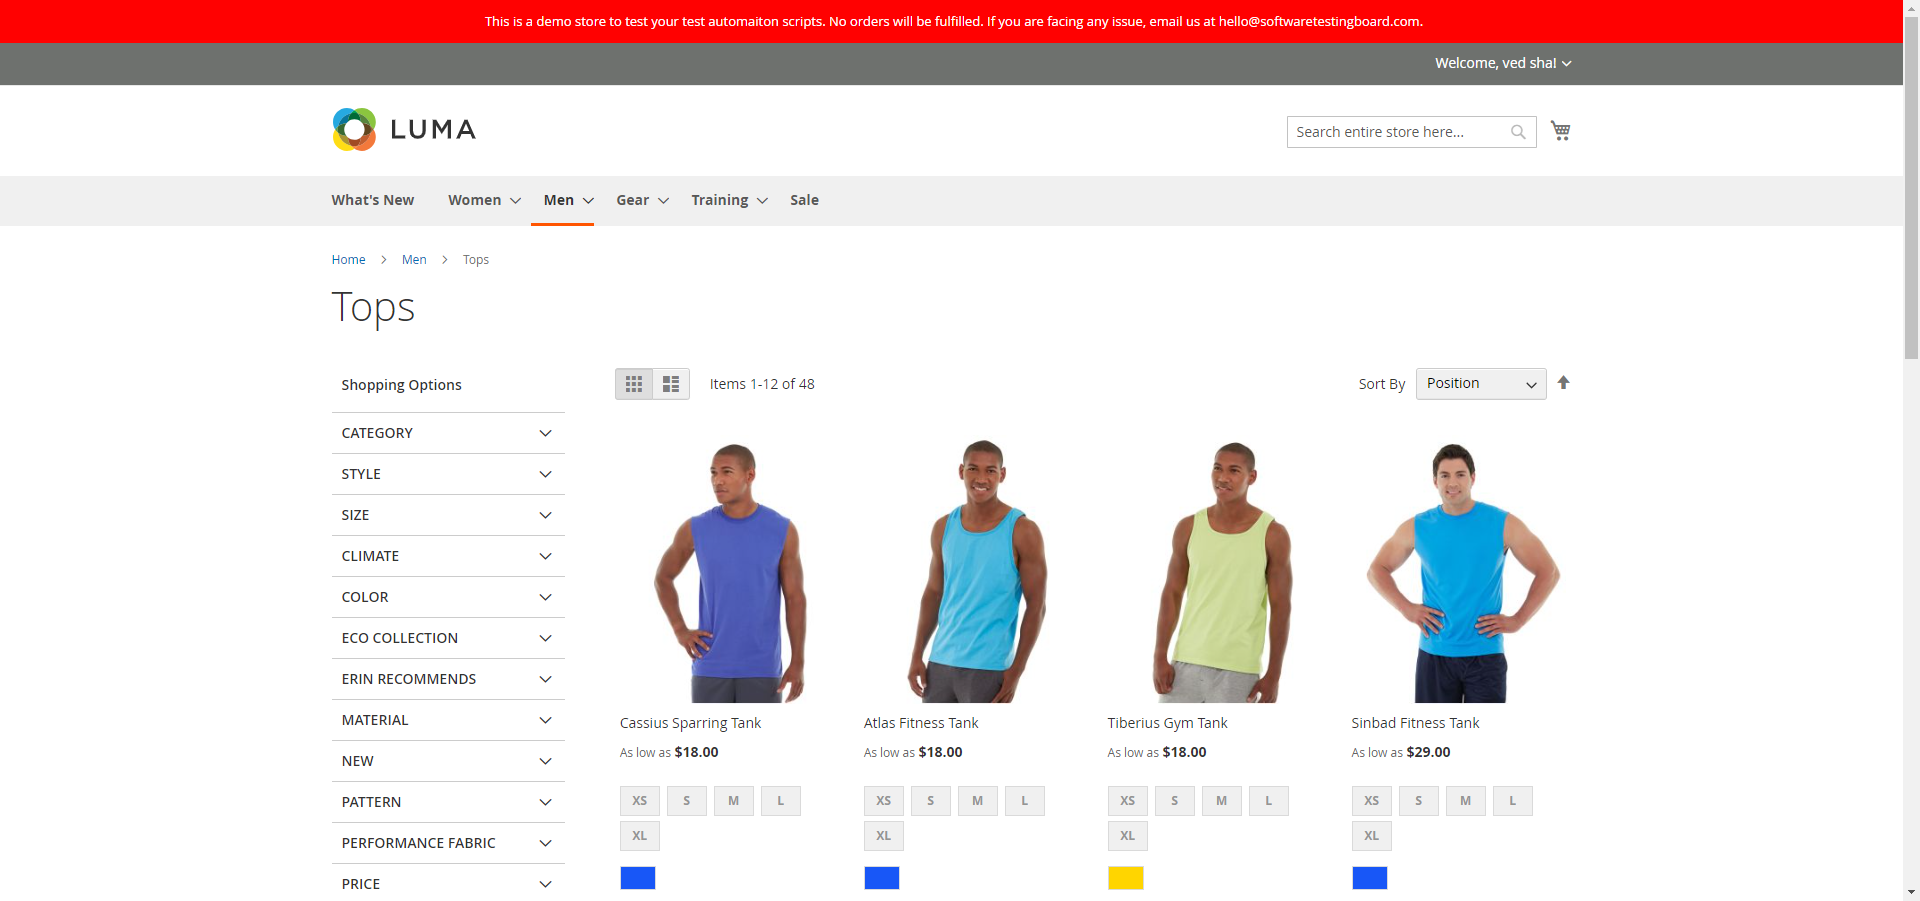 This is a demo store to test your test automaiton scripts. No orders will be fulfilled. If you are facing any issue, email us at hello@softwaretestingboard.com.
Welcome, ved sha!
LUMA
Search entire store here...
What's New Women Men Gear Training Sale
Home Men Tops
Tops
Shopping Options
CATEGORY
STYLE
SIZE
CLIMATE
COLOR
ECO COLLECTION
ERIN RECOMMENDS
MATERIAL
NEW
PATTERN
PERFORMANCE FABRIC
PRICE
Items 1-12 of 48
Sort By Position
Cassius Sparring Tank
As low as $18.00
XS S M L
XL
Atlas Fitness Tank
As low as $18.00
XS S M L
XL
Tiberius Gym Tank
As low as $18.00
XS S M L
XL
Sinbad Fitness Tank
As low as $29.00
XS S M L
XL